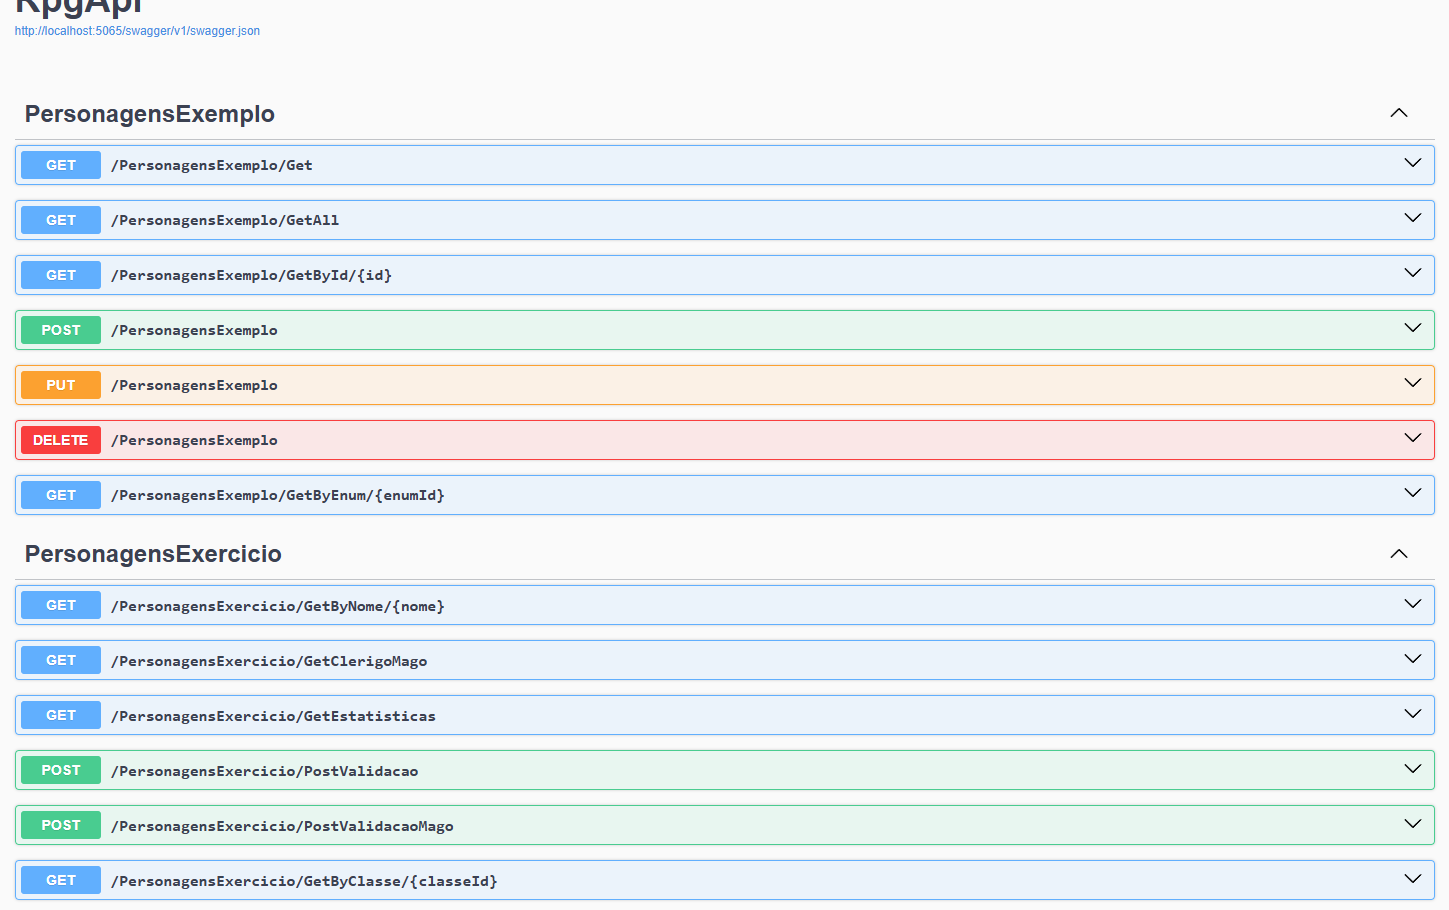 RpgApi
http://localhost:5065/swagger/v1/swagger.json
PersonagensExemplo
GET /PersonagensExemplo/Get
GET /PersonagensExemplo/GetAll
GET /PersonagensExemplo/GetById/{id}
POST /PersonagensExemplo
PUT /PersonagensExemplo
DELETE /PersonagensExemplo
GET /PersonagensExemplo/GetByEnum/{enumId}
PersonagensExercicio
GET /PersonagensExercicio/GetByNome/{nome}
GET /PersonagensExercicio/GetClerigoMago
GET /PersonagensExercicio/GetEstatisticas
POST /PersonagensExercicio/PostValidacao
POST /PersonagensExercicio/PostValidacaoMago
GET /PersonagensExercicio/GetByClasse/{classeId}